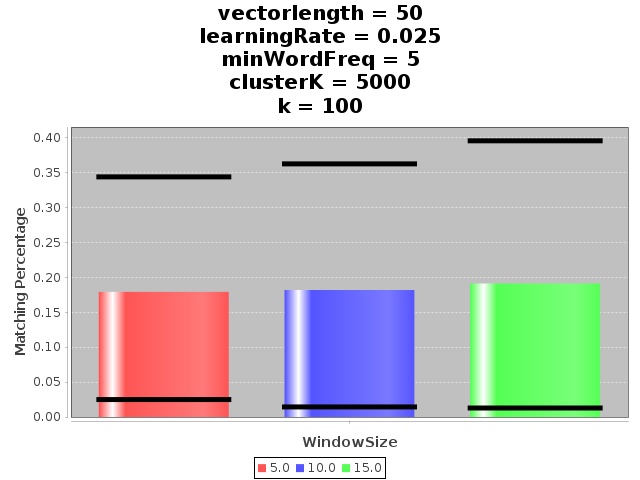 vectorlength = 50
learningRate = 0.025
minWordFreq = 5
clusterK = 5000
k = 100
0.40
0.35
0.30
0.25
0.20
0.15
0.10
0.05
0.00
Matching Percentage
WindowSize
5.0 10.0 15.0